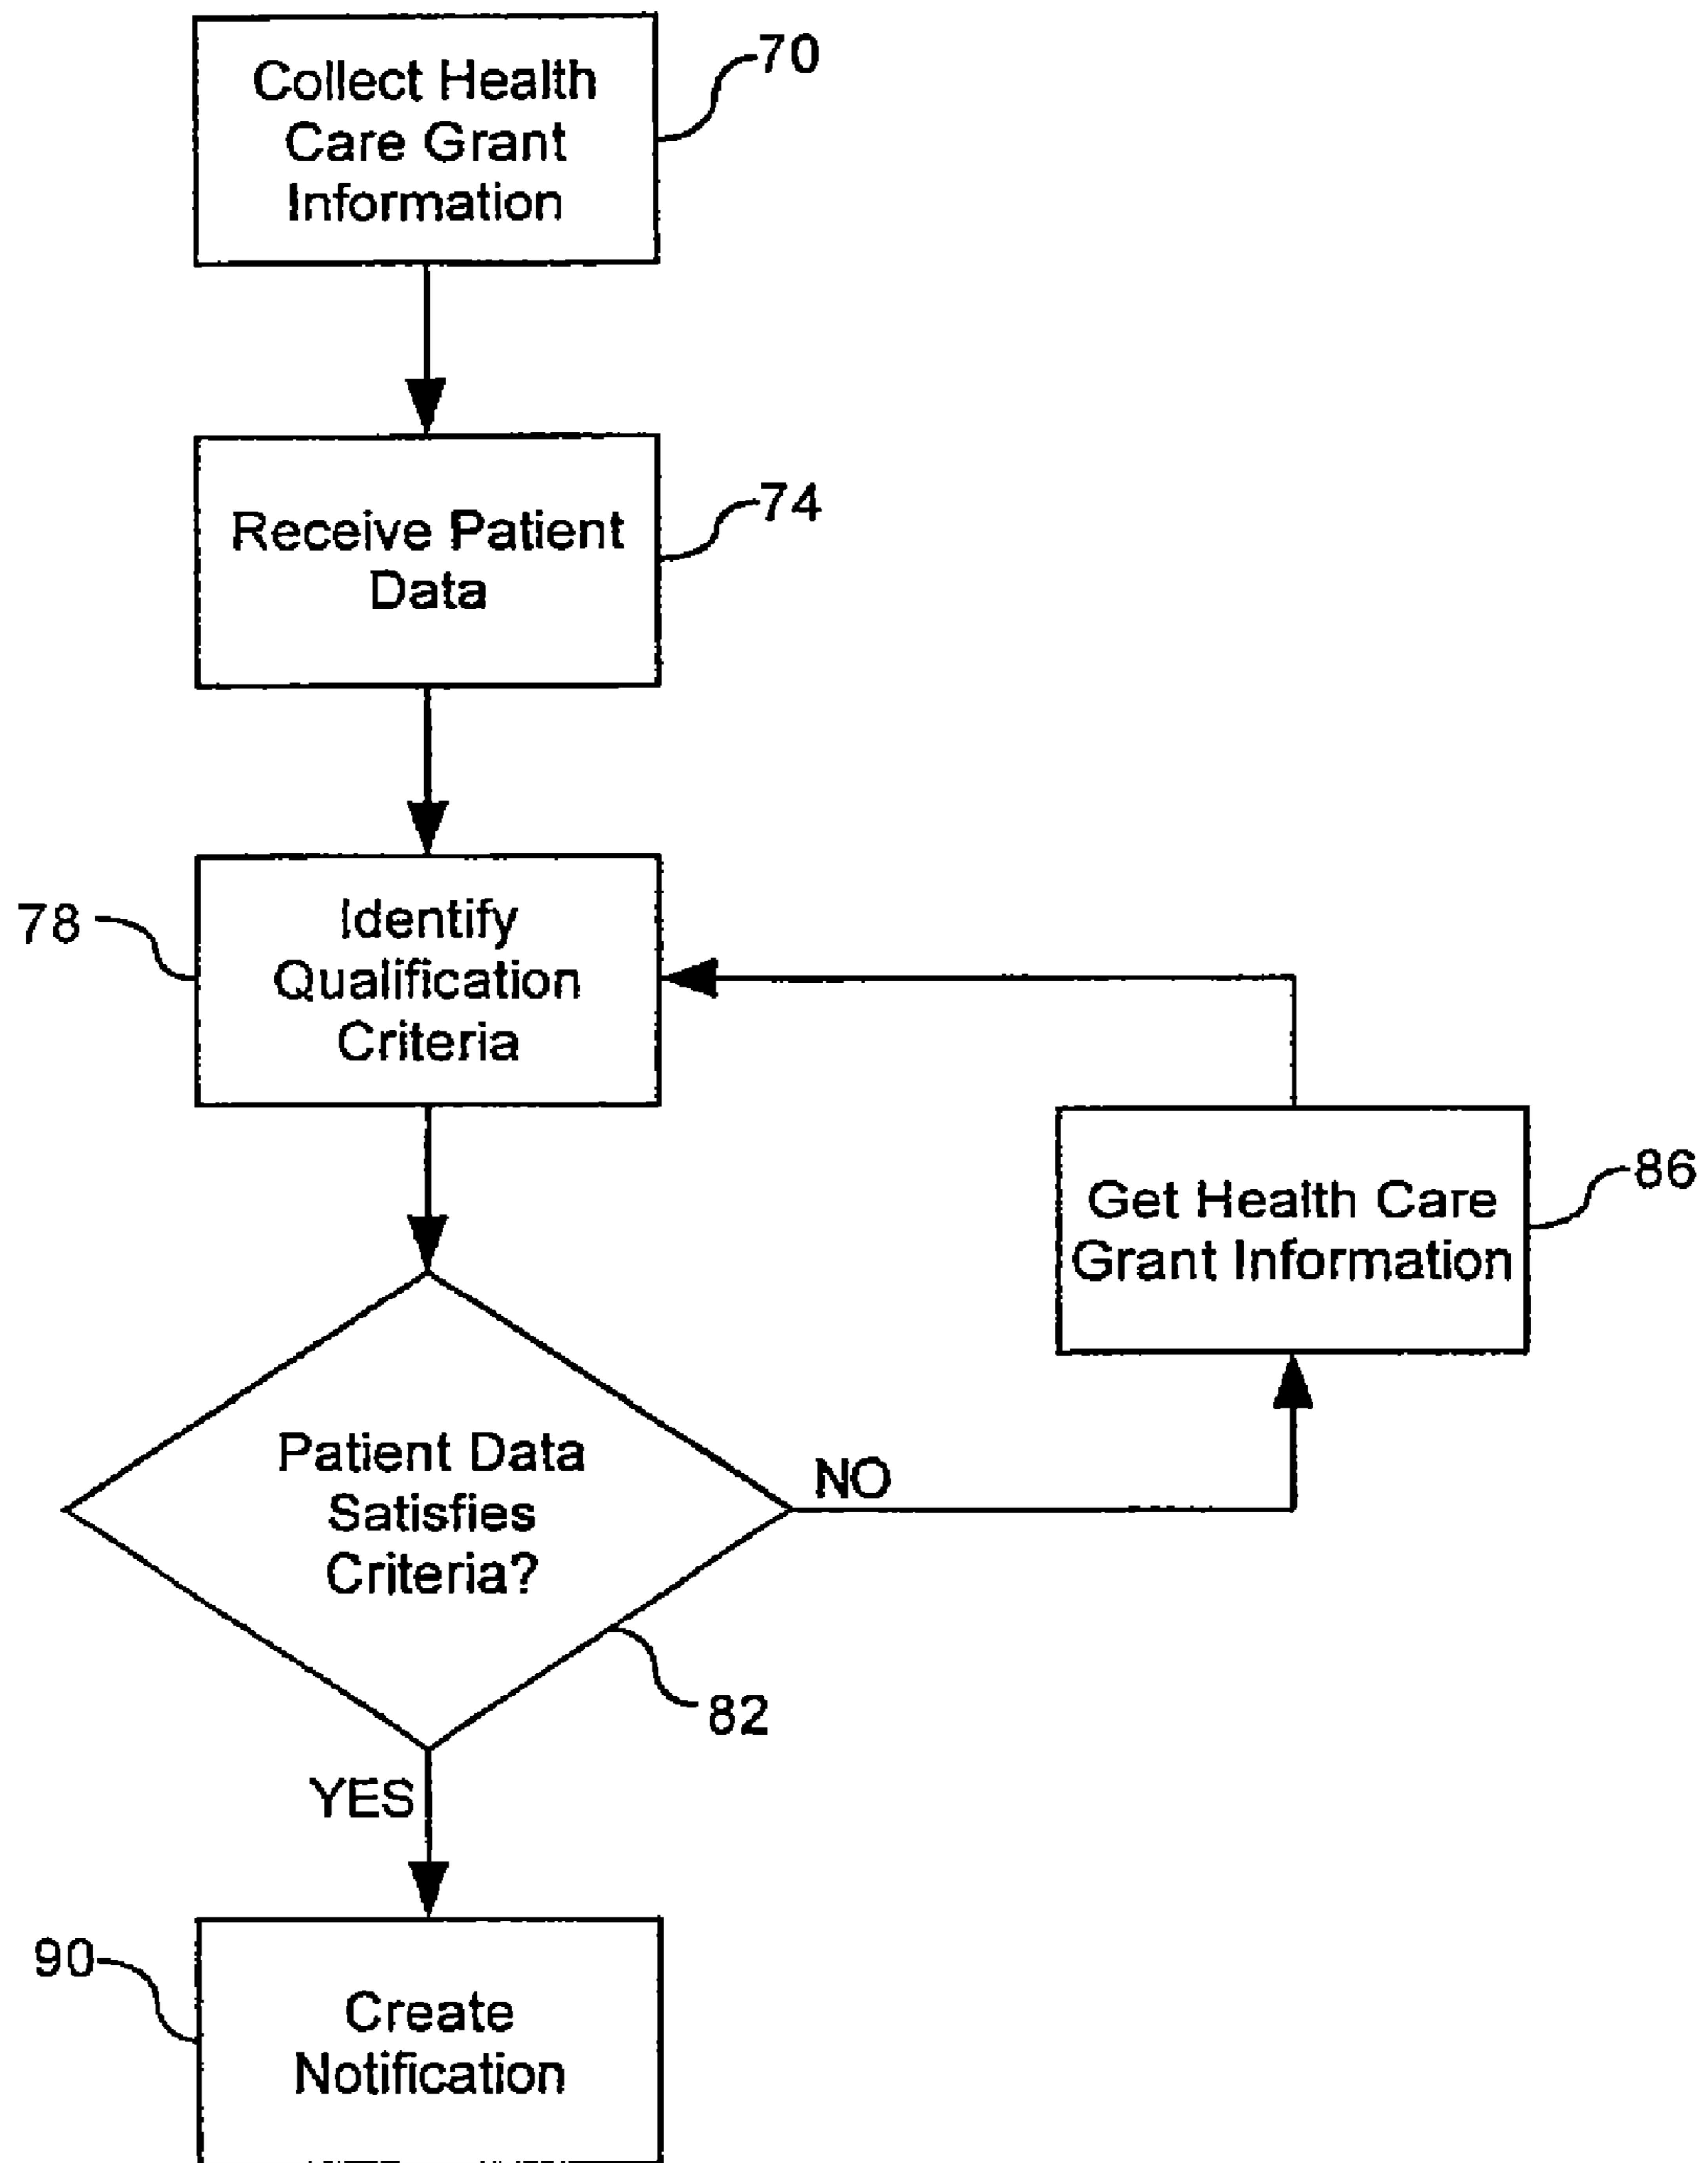 Collect Health
Care Grant
Information
70
Receive Patient
Data
74
78
Identify
Qualification
Criteria
Get Health Care
Grant Information
86
Patient Data
Satisfies
Criteria?
NO
82
YES
90
Create
Notification